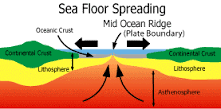 Sea Floor Spreading
Mid Ocean Ridge
(Plate Boundary)
Oceanic Crust
Continental Crust
Continental Crust
Lithosphere
Lithosphere
Asthenosphere